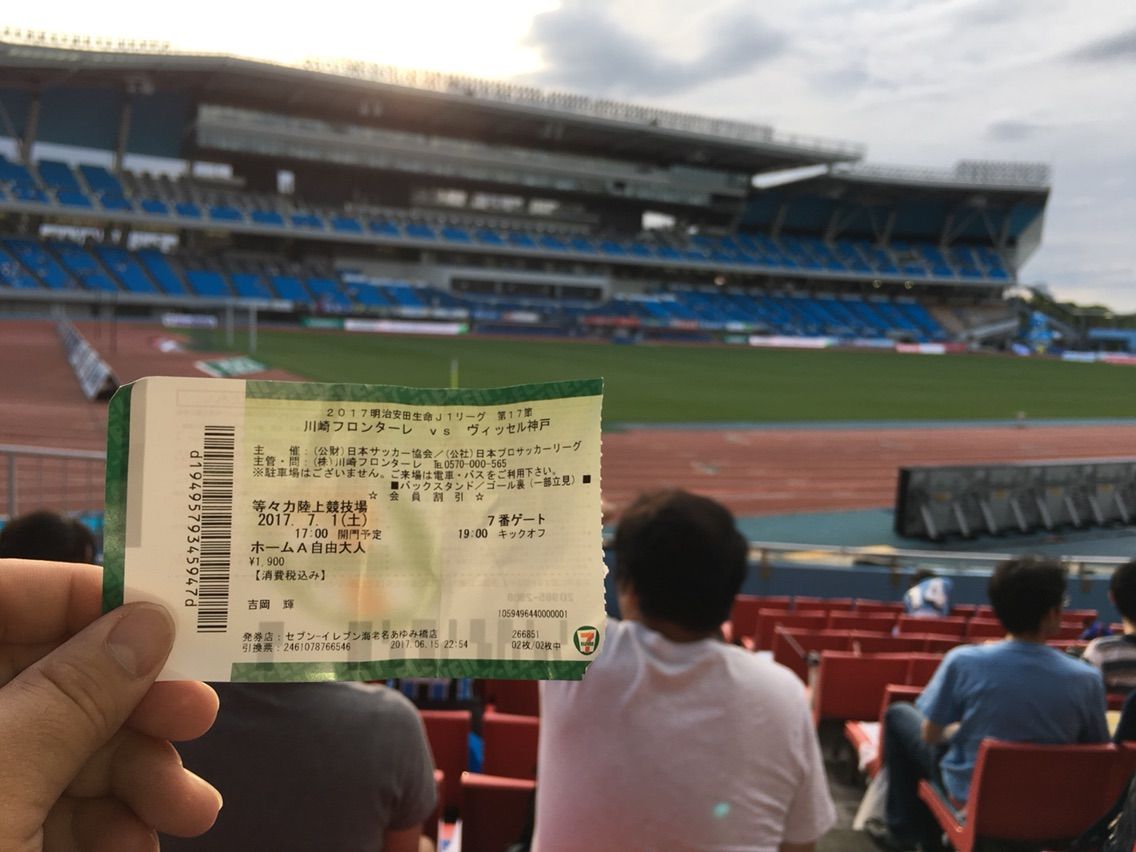 2017明治安田生命J1リーグ 第17節
川崎フロンターレ vs ヴィッセル神戸
主 催:(公財)日本サッカー協会/(公社)日本プロサッカーリーグ
主管・問:(株)川崎フロンターレ ℡0570-000-565
※駐車場はございません。ご来場は電車・バスをご利用下さい。
■バックスタンド/ゴール裏(一部立見)■
☆ 会員割引 ☆
等々力陸上競技場
2017. 7. 1(土) 7番ゲート
17:00 開門予定 19:00 キックオフ
ホームA自由大人
¥1,900
【消費税込み】
吉岡 輝
1059496440000001
発券店:セブン-イレブン海老名あゆみ橋店 266851
引換票:2461078766546 2017.06.15 22:54 02枚/02枚中
d1949579345947d
7